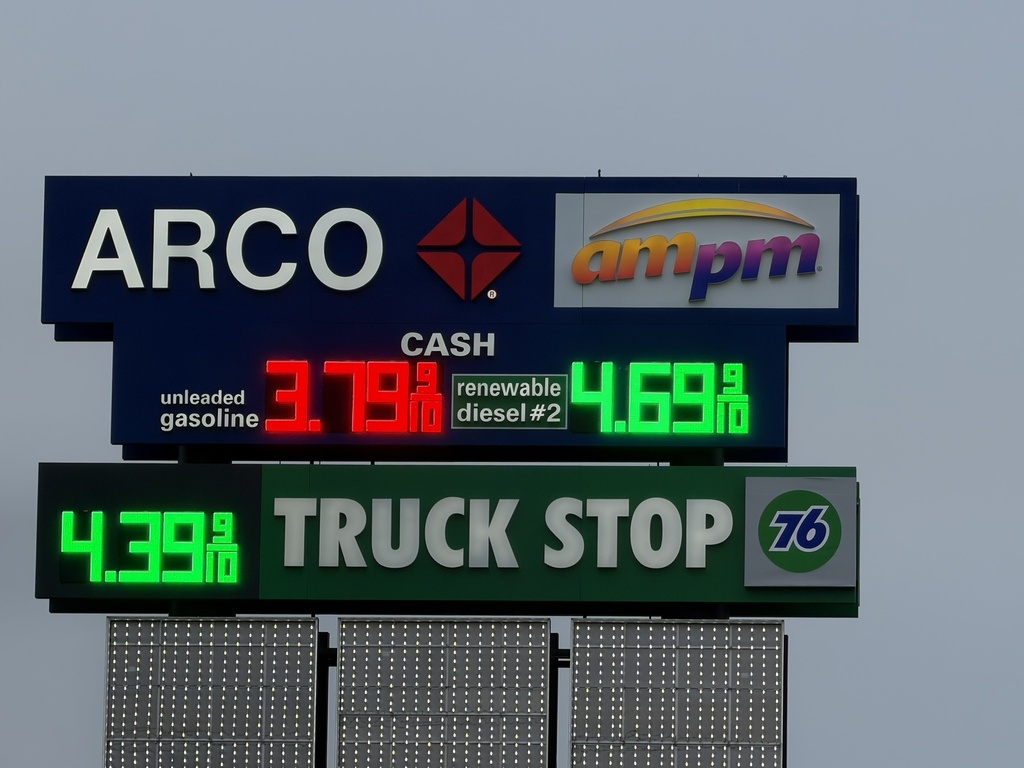 ARCO
®
ampm
CASH
unleaded
gasoline
3.79 9/10
renewable
diesel #2
4.69 9/10
4.39 9/10
TRUCK STOP
76